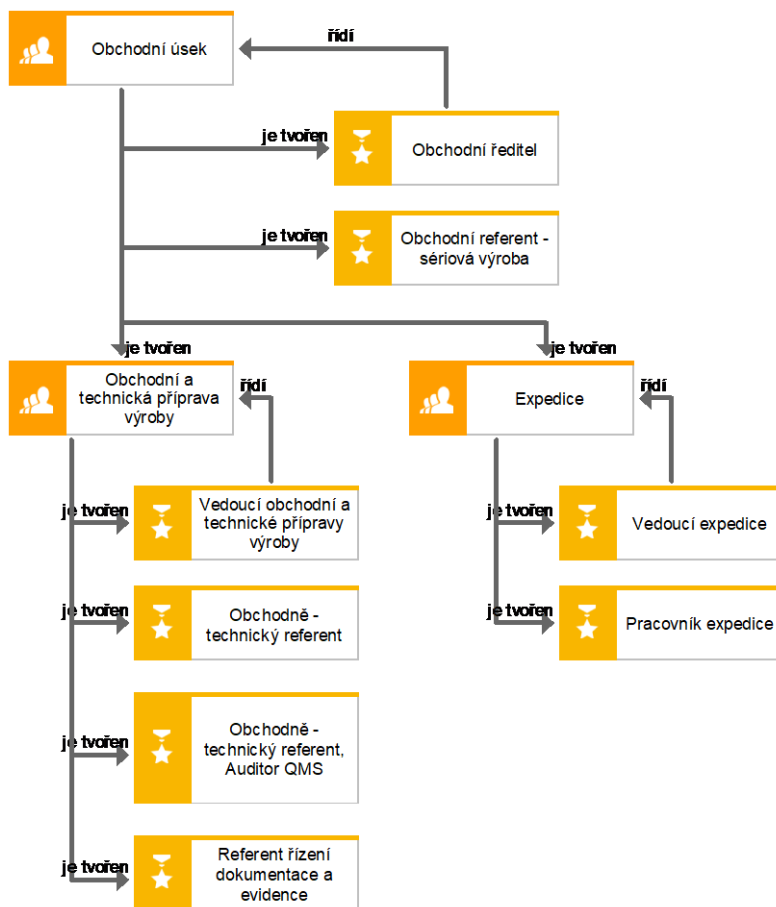 Obchodní úsek
řídí
je tvořen
Obchodní ředitel
je tvořen
Obchodní referent -
sériová výroba
je tvořen
je tvořen
Obchodní a
technická příprava
výroby
řídí
Expedice
řídí
je tvořen
Vedoucí obchodní a
technické přípravy
výroby
je tvořen
Vedoucí expedice
je tvořen
Obchodně -
technický referent
je tvořen
Pracovník expedice
je tvořen
Obchodně -
technický referent,
Auditor QMS
je tvořen
Referent řízení
dokumentace a
evidence